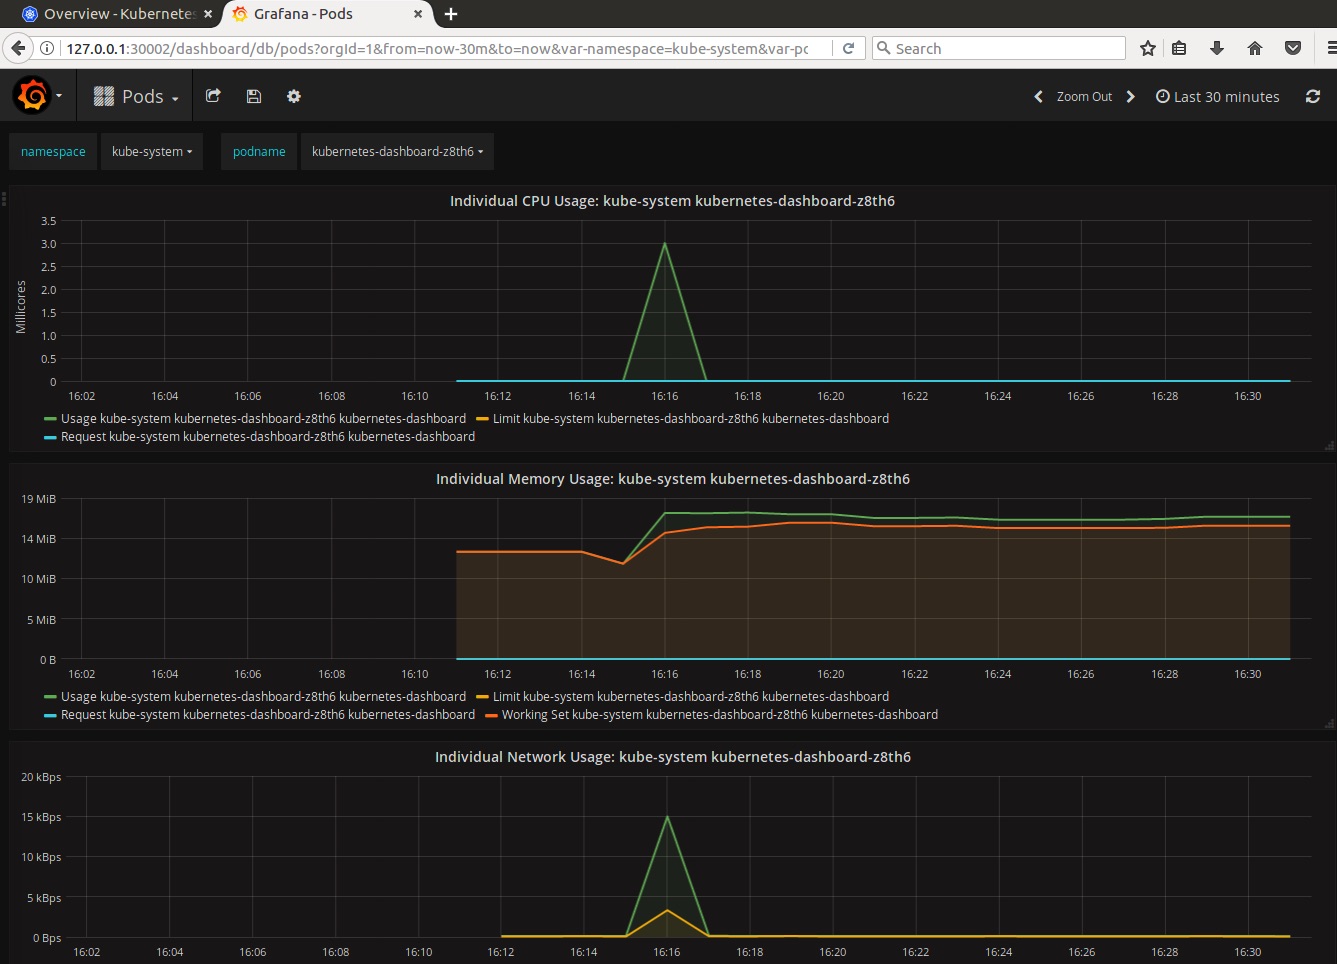 Overview - Kubernetes
Grafana - Pods
127.0.0.1:30002/dashboard/db/pods?orgId=1&from=now-30m&to=now&var-namespace=kube-system&var-pc
Search
Pods
Zoom Out
Last 30 minutes
namespace kube-system podname kubernetes-dashboard-z8th6
Individual CPU Usage: kube-system kubernetes-dashboard-z8th6
Millicores
3.5
3.0
2.5
2.0
1.5
1.0
0.5
0
16:02 16:04 16:06 16:08 16:10 16:12 16:14 16:16 16:18 16:20 16:22 16:24 16:26 16:28 16:30
Usage kube-system kubernetes-dashboard-z8th6 kubernetes-dashboard Limit kube-system kubernetes-dashboard-z8th6 kubernetes-dashboard
Request kube-system kubernetes-dashboard-z8th6 kubernetes-dashboard
Individual Memory Usage: kube-system kubernetes-dashboard-z8th6
19 MiB
14 MiB
10 MiB
5 MiB
0 B
16:02 16:04 16:06 16:08 16:10 16:12 16:14 16:16 16:18 16:20 16:22 16:24 16:26 16:28 16:30
Usage kube-system kubernetes-dashboard-z8th6 kubernetes-dashboard Limit kube-system kubernetes-dashboard-z8th6 kubernetes-dashboard
Request kube-system kubernetes-dashboard-z8th6 kubernetes-dashboard Working Set kube-system kubernetes-dashboard-z8th6 kubernetes-dashboard
Individual Network Usage: kube-system kubernetes-dashboard-z8th6
20 kBps
15 kBps
10 kBps
5 kBps
0 Bps
16:02 16:04 16:06 16:08 16:10 16:12 16:14 16:16 16:18 16:20 16:22 16:24 16:26 16:28 16:30